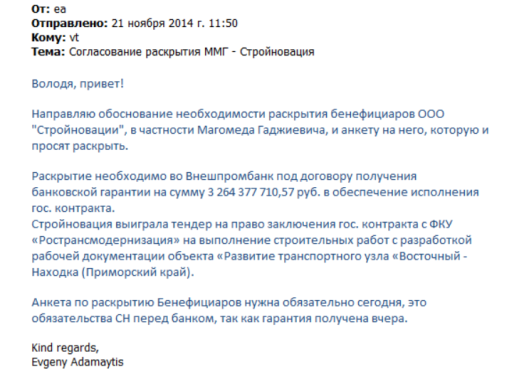 От: ea
Отправлено: 21 ноября 2014 г. 11:50
Кому: vt
Тема: Согласование раскрытия ММГ - Стройновация
Володя, привет!
Направляю обоснование необходимости раскрытия бенефициаров ООО
"Стройновации", в частности Магомеда Гаджиевича, и анкету на него, которую и
просят раскрыть.
Раскрытие необходимо во Внешпромбанк под договору получения
банковской гарантии на сумму 3 264 377 710,57 руб. в обеспечение исполнения
гос. контракта.
Стройновация выиграла тендер на право заключения гос. контракта с ФКУ
«Ространсмодернизация» на выполнение строительных работ с разработкой
рабочей документации объекта «Развитие транспортного узла «Восточный -
Находка (Приморский край).
Анкета по раскрытию Бенефициаров нужна обязательно сегодня, это
обязательства СН перед банком, так как гарантия получена вчера.
Kind regards,
Evgeny Adamaytis